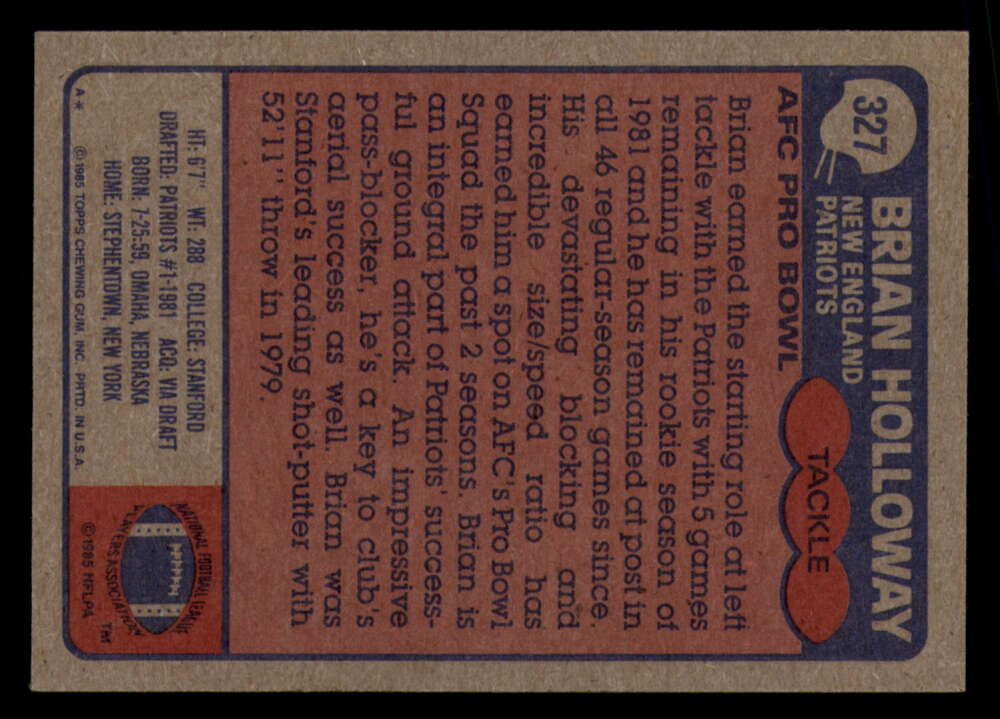 327
BRIAN HOLLOWAY
NEW ENGLAND
PATRIOTS
AFC PRO BOWL
TACKLE
Brian earned the starting role at left
tackle with the Patriots with 5 games
remaining in his rookie season of
1981 and he has remained at post in
all 46 regular-season games since.
His devastating blocking and
incredible size/speed ratio has
earned him a spot on AFC's Pro Bowl
Squad the past 2 seasons. Brian is
an integral part of Patriots' success-
ful ground attack. An impressive
pass-blocker, he's a key to club's
aerial success as well. Brian was
Stanford's leading shot-putter with
52'11" throw in 1979.
HT: 6'7" WT: 288 COLLEGE: STANFORD
DRAFTED: PATRIOTS #1-1981 ACQ: VIA DRAFT
BORN: 7-25-59, OMAHA, NEBRASKA
HOME: STEPHENTOWN, NEW YORK
A* © 1985 TOPPS CHEWING GUM, INC. PRTD. IN U.S.A.
NATIONAL FOOTBALL LEAGUE
PLAYERS ASSOCIATION
TM
© 1985 NFLPA